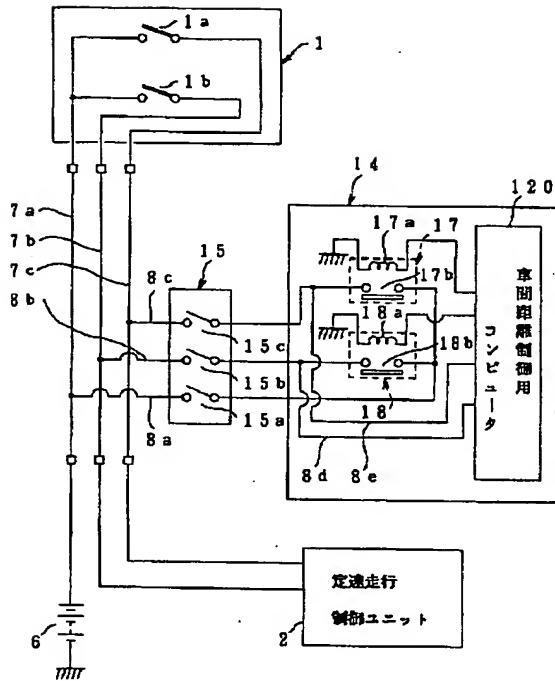 1a
1
1b
14
120
7a
17a
17
7b
17b
7c
8c
15
18a
8b
15c
18b
15b
18
15a
8a
8e
8d
車間距離制御用
コンピュータ
定速走行
制御ユニット
6
2